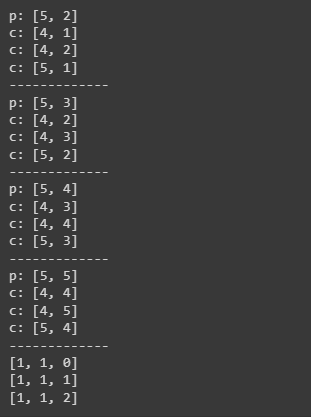 p: [5, 2]
c: [4, 1]
c: [4, 2]
c: [5, 1]
-------------
p: [5, 3]
c: [4, 2]
c: [4, 3]
c: [5, 2]
-------------
p: [5, 4]
c: [4, 3]
c: [4, 4]
c: [5, 3]
-------------
p: [5, 5]
c: [4, 4]
c: [4, 5]
c: [5, 4]
-------------
[1, 1, 0]
[1, 1, 1]
[1, 1, 2]